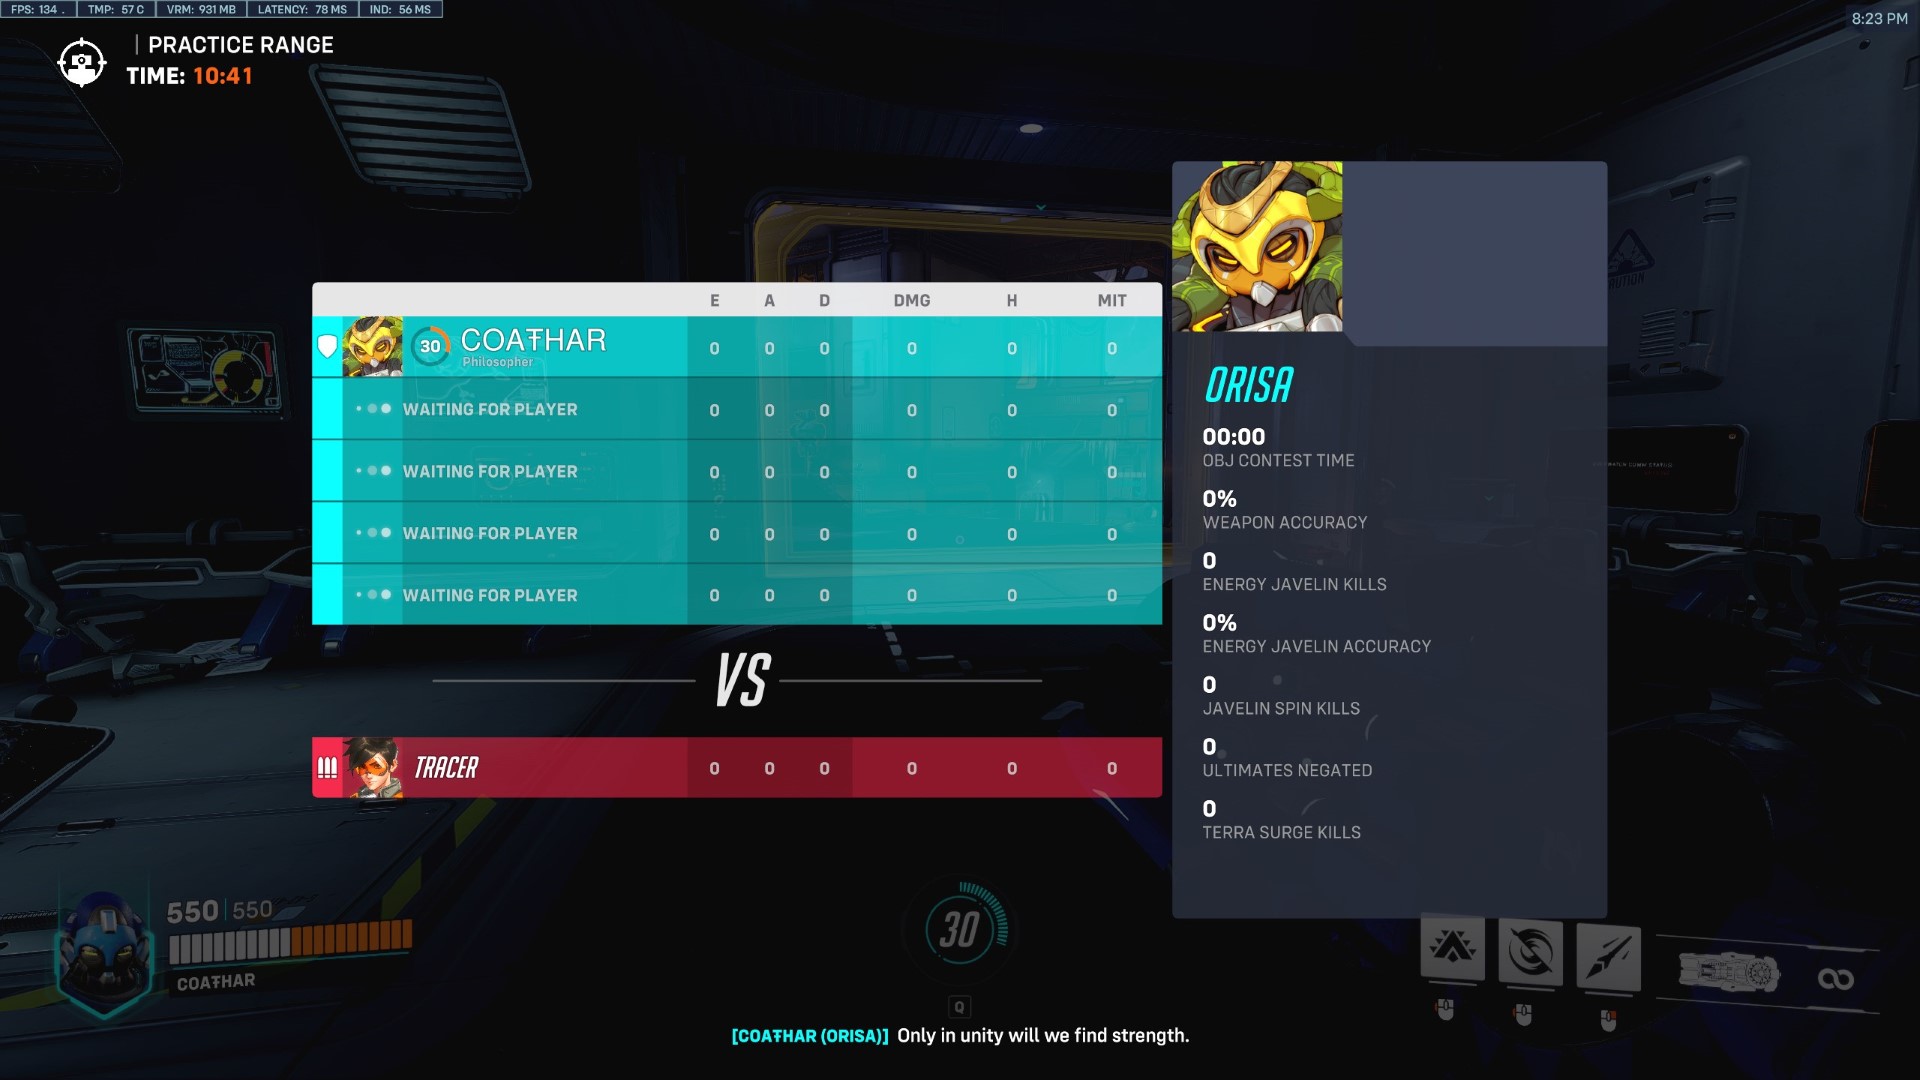 FPS: 134 . TMP: 57 C VRM: 931 MB LATENCY: 78 MS IND: 56 MS
8:23 PM
| PRACTICE RANGE
TIME: 10:41
E A D DMG H MIT
30 COAŦHAR 0 0 0 0 0 0
Philosopher
WAITING FOR PLAYER 0 0 0 0 0 0
WAITING FOR PLAYER 0 0 0 0 0 0
WAITING FOR PLAYER 0 0 0 0 0 0
WAITING FOR PLAYER 0 0 0 0 0 0
VS
TRACER 0 0 0 0 0 0
ORISA
00:00
OBJ CONTEST TIME
0%
WEAPON ACCURACY
0
ENERGY JAVELIN KILLS
0%
ENERGY JAVELIN ACCURACY
0
JAVELIN SPIN KILLS
0
ULTIMATES NEGATED
0
TERRA SURGE KILLS
550 | 550
COAŦHAR
30
Q
[COAŦHAR (ORISA)] Only in unity will we find strength.